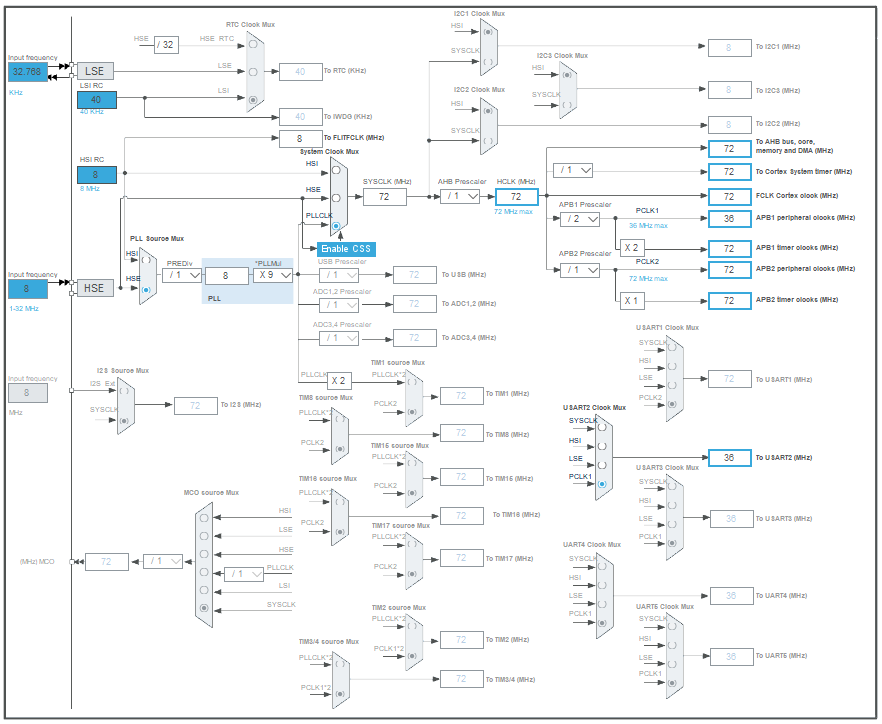 I2C1 Clock Mux
HSI
SYSCLK
8
To I2C1 (MHz)
RTC Clock Mux
HSE
/ 32
HSE_RTC
Input frequency
32.768
KHz
LSE
LSE
40
To RTC (KHz)
LSI RC
40
40 KHz
LSI
40
To IWDG (KHz)
8
To FLITFCLK (MHz)
I2C3 Clock Mux
HSI
SYSCLK
8
To I2C3 (MHz)
I2C2 Clock Mux
HSI
SYSCLK
8
To I2C2 (MHz)
System Clock Mux
HSI
HSE
PLLCLK
HSI RC
8
8 MHz
SYSCLK (MHz)
72
AHB Prescaler
/ 1
HCLK (MHz)
72
72 MHz max
72
To AHB bus, core,
memory and DMA (MHz)
/ 1
72
To Cortex System timer (MHz)
72
FCLK Cortex clock (MHz)
APB1 Prescaler
/ 2
PCLK1
36 MHz max
36
APB1 peripheral clocks (MHz)
X 2
72
APB1 timer clocks (MHz)
APB2 Prescaler
/ 1
PCLK2
72 MHz max
72
APB2 peripheral clocks (MHz)
X 1
72
APB2 timer clocks (MHz)
Enable CSS
PLL Source Mux
HSI
HSE
PREDIv
/ 1
8
*PLLMul
X 9
PLL
Input frequency
8
1-32 MHz
HSE
USB Prescaler
/ 1
72
To USB (MHz)
ADC1,2 Prescaler
/ 1
72
To ADC1,2 (MHz)
ADC3,4 Prescaler
/ 1
72
To ADC3,4 (MHz)
I2S Source Mux
Input frequency
8
MHz
I2S_Ext
SYSCLK
72
To I2S (MHz)
PLLCLK
X 2
TIM1 source Mux
PLLCLK*2
PCLK2
72
To TIM1 (MHz)
TIM8 source Mux
PLLCLK*2
PCLK2
72
To TIM8 (MHz)
TIM15 source Mux
PLLCLK*2
PCLK2
72
To TIM15 (MHz)
TIM16 source Mux
PLLCLK*2
PCLK2
72
To TIM16 (MHz)
TIM17 source Mux
PLLCLK*2
PCLK2
72
To TIM17 (MHz)
TIM2 source Mux
PLLCLK*2
PCLK1*2
72
To TIM2 (MHz)
TIM3/4 source Mux
PLLCLK*2
PCLK1*2
72
To TIM3/4 (MHz)
MCO source Mux
HSI
LSE
HSE
PLLCLK
/ 1
LSI
SYSCLK
(MHz) MCO
72
/ 1
USART1 Clock Mux
SYSCLK
HSI
LSE
PCLK2
72
To USART1 (MHz)
USART2 Clock Mux
SYSCLK
HSI
LSE
PCLK1
36
To USART2 (MHz)
USART3 Clock Mux
SYSCLK
HSI
LSE
PCLK1
36
To USART3 (MHz)
UART4 Clock Mux
SYSCLK
HSI
LSE
PCLK1
36
To UART4 (MHz)
UART5 Clock Mux
SYSCLK
HSI
LSE
PCLK1
36
To UART5 (MHz)